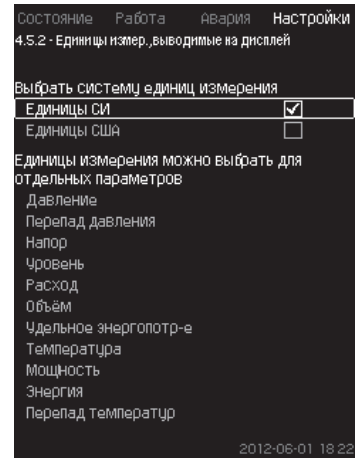 Состояние Работа Авария Настройки
4.5.2 - Единицы измер.,выводимые на дисплей
Выбрать систему единиц измерения
Единицы СИ
Единицы США
Единицы измерения можно выбрать для
отдельных параметров
Давление
Перепад давления
Напор
Уровень
Расход
Объём
Удельное энергопотр-е
Температура
Мощность
Энергия
Перепад температур
2012-06-01 18:22